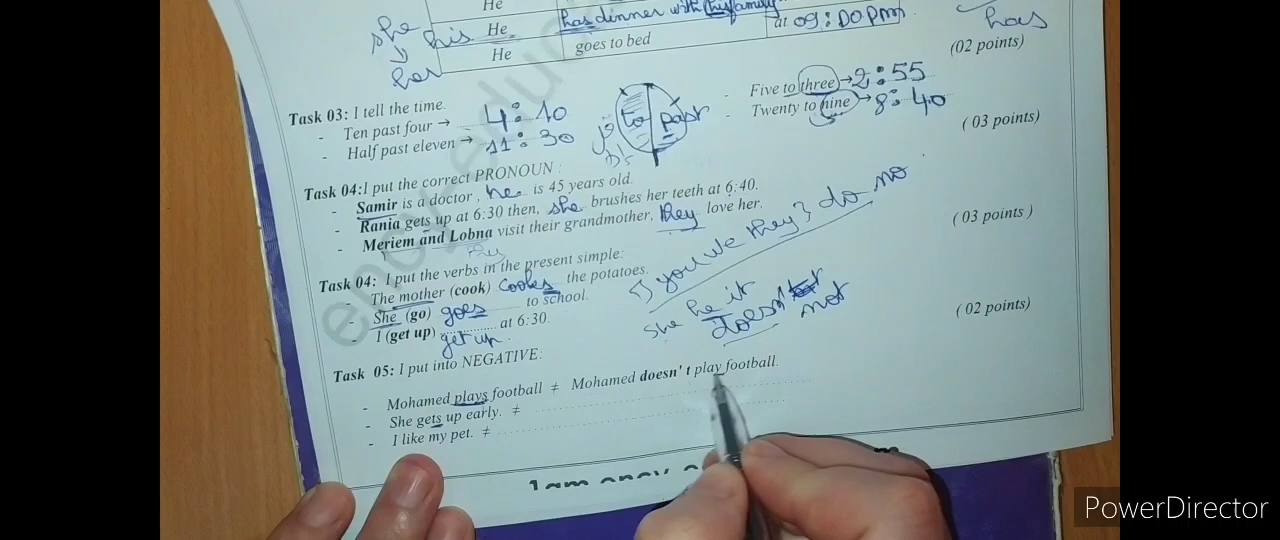 He
she his He has dinner with his family at 09:00 pm has
her He goes to bed
(02 points)
Task 03: I tell the time.
- Ten past four → 4:10
- Half past eleven → 11:30
to past
- Five to three → 2:55
- Twenty to nine → 8:40
(03 points)
Task 04: I put the correct PRONOUN :
- Samir is a doctor, he is 45 years old.
- Rania gets up at 6:30 then, she brushes her teeth at 6:40.
- Meriem and Lobna visit their grandmother, they love her.
(03 points)
Task 04: I put the verbs in the present simple:
- The mother (cook) cooks the potatoes.
- She (go) goes to school.
- I (get up) ............ at 6:30.
get up
I you we they } do no
she he it
doesn't not
(02 points)
Task 05: I put into NEGATIVE:
- Mohamed plays football ≠ Mohamed doesn't play football.
- She gets up early. ≠
- I like my pet. ≠
PowerDirector